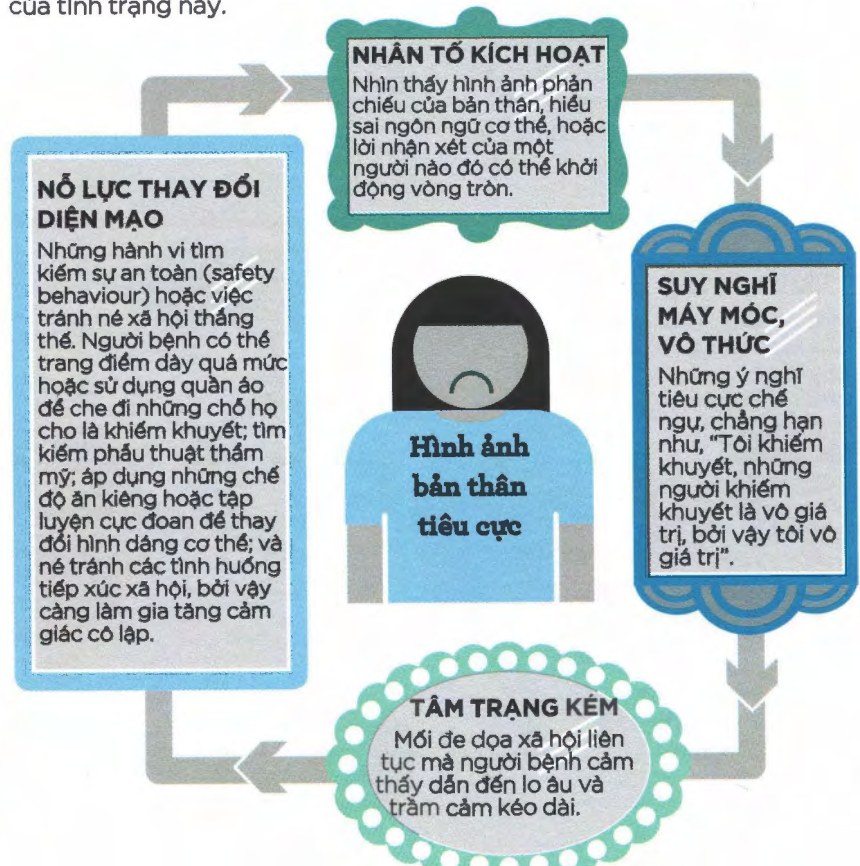 của tình trạng này.
NHÂN TỐ KÍCH HOẠT
Nhìn thấy hình ảnh phản
chiếu của bản thân, hiểu
sai ngôn ngữ cơ thể, hoặc
lời nhận xét của một
người nào đó có thể khởi
động vòng tròn.
SUY NGHĨ
MÁY MÓC,
VÔ THỨC
Những ý nghĩ
tiêu cực chế
ngự, chẳng hạn
như, "Tôi khiếm
khuyết, những
người khiếm
khuyết là vô giá
trị, bởi vậy tôi vô
giá trị".
TÂM TRẠNG KÉM
Mối đe dọa xã hội liên
tục mà người bệnh cảm
thấy dẫn đến lo âu và
trầm cảm kéo dài.
NỖ LỰC THAY ĐỔI
DIỆN MẠO
Những hành vi tìm
kiếm sự an toàn (safety
behaviour) hoặc việc
tránh né xã hội thắng
thế. Người bệnh có thể
trang điểm dày quá mức
hoặc sử dụng quần áo
để che đi những chỗ họ
cho là khiếm khuyết; tìm
kiếm phẫu thuật thẩm
mỹ; áp dụng những chế
độ ăn kiêng hoặc tập
luyện cực đoan để thay
đổi hình dáng cơ thể; và
né tránh các tình huống
tiếp xúc xã hội, bởi vậy
càng làm gia tăng cảm
giác cô lập.
Hình ảnh
bản thân
tiêu cực